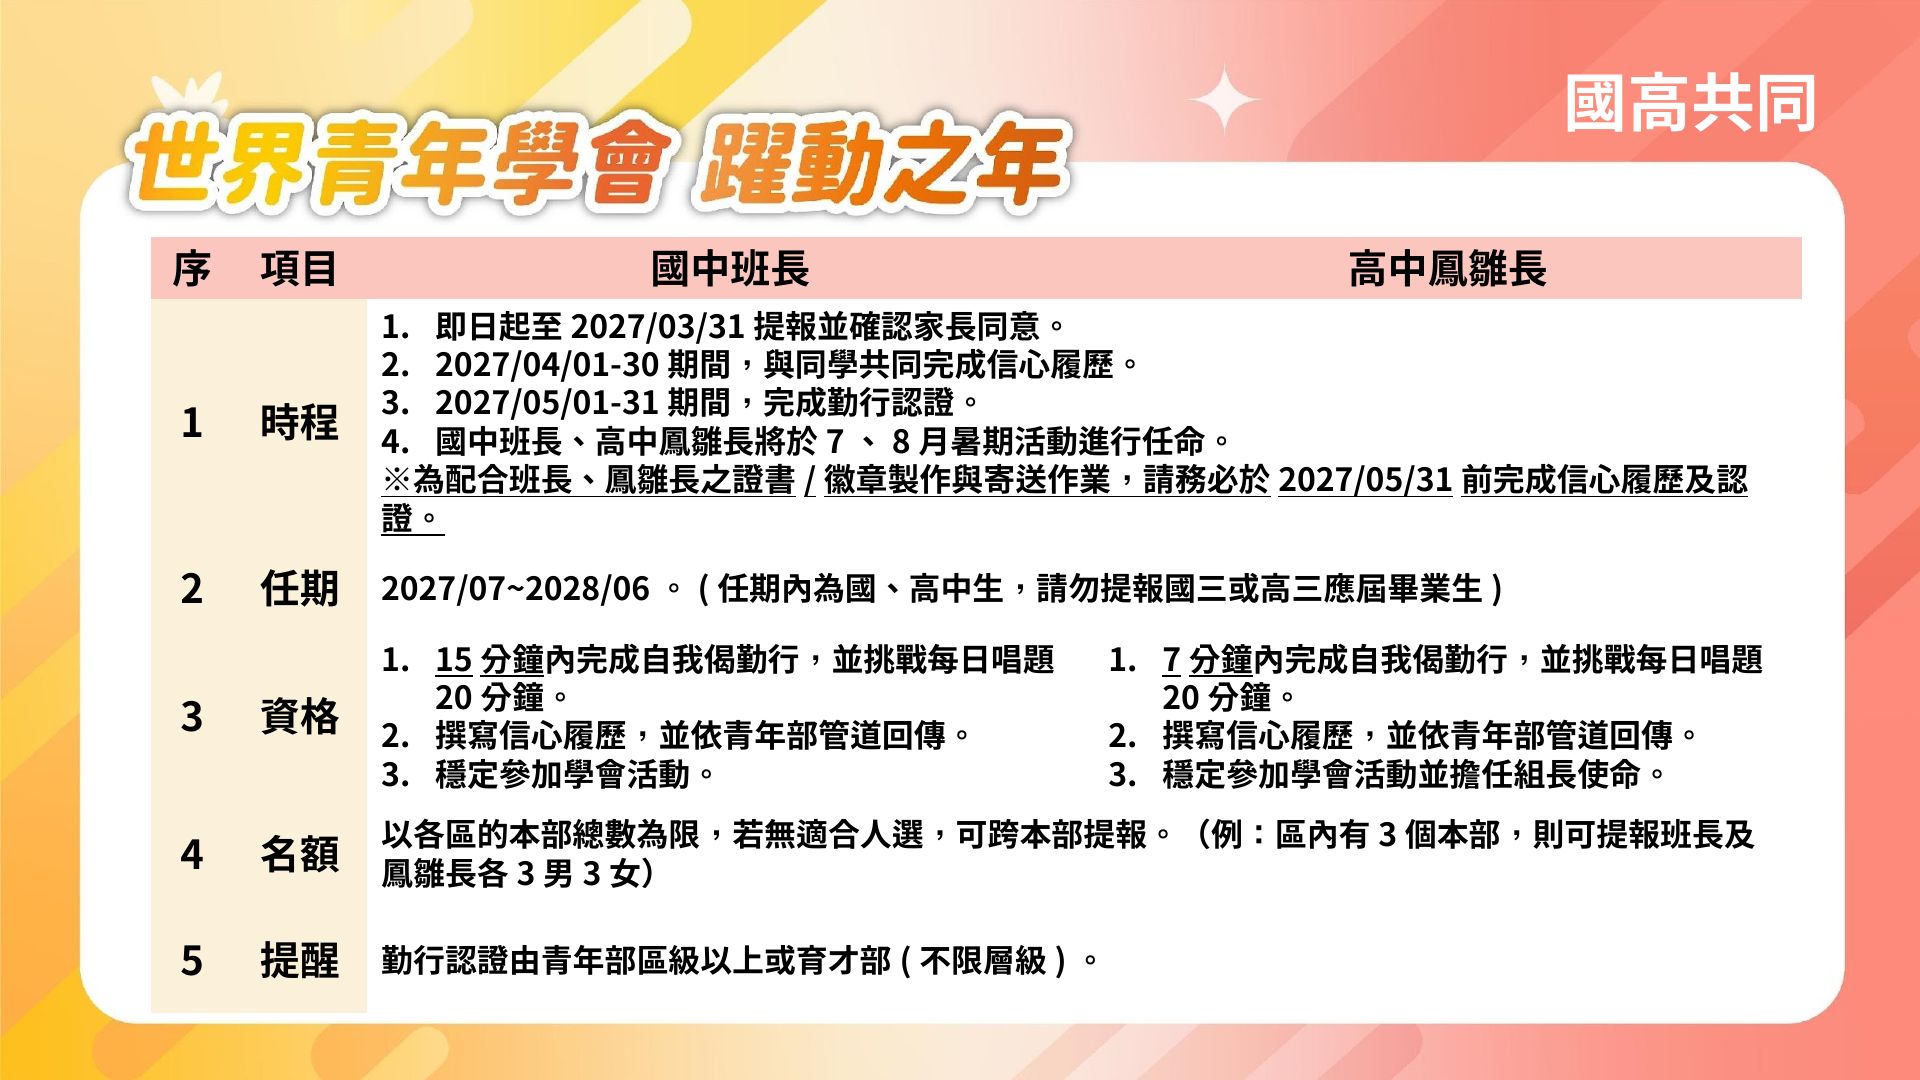 國高共同
世界青年學會 躍動之年
序 項目 國中班長 高中鳳雛長
1 時程
1. 即日起至 2027/03/31 提報並確認家長同意。
2. 2027/04/01-30 期間，與同學共同完成信心履歷。
3. 2027/05/01-31 期間，完成勤行認證。
4. 國中班長、高中鳳雛長將於 7 、 8 月暑期活動進行任命。
※為配合班長、鳳雛長之證書 / 徽章製作與寄送作業，請務必於 2027/05/31 前完成信心履歷及認
證。
2 任期 2027/07~2028/06 。 ( 任期內為國、高中生，請勿提報國三或高三應屆畢業生 )
3 資格
1. 15 分鐘內完成自我偈勤行，並挑戰每日唱題
20 分鐘。
2. 撰寫信心履歷，並依青年部管道回傳。
3. 穩定參加學會活動。
1. 7 分鐘內完成自我偈勤行，並挑戰每日唱題
20 分鐘。
2. 撰寫信心履歷，並依青年部管道回傳。
3. 穩定參加學會活動並擔任組長使命。
4 名額
以各區的本部總數為限，若無適合人選，可跨本部提報。（例：區內有 3 個本部，則可提報班長及
鳳雛長各 3 男 3 女）
5 提醒 勤行認證由青年部區級以上或育才部 ( 不限層級 ) 。